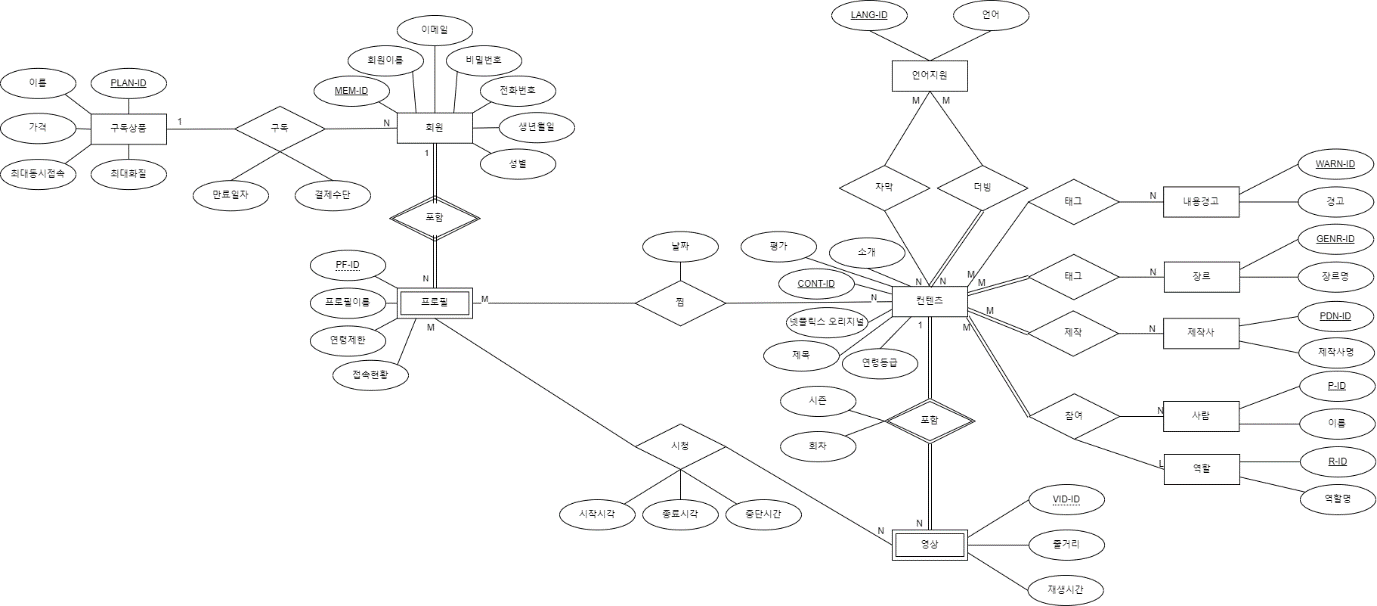 LANG-ID
언어
언어지원
M
M
자막
더빙
N
N
이메일
회원이름
비밀번호
MEM-ID
전화번호
생년월일
성별
회원
N
1
이름
PLAN-ID
가격
구독상품
최대동시접속
최대화질
1
구독
만료일자
결제수단
포함
N
PF-ID
프로필이름
연령제한
접속현황
프로필
M
M
날짜
찜
N
평가
소개
CONT-ID
넷플릭스 오리지널
제목
연령등급
컨텐츠
1
M
M
M
M
태그
N
내용경고
WARN-ID
경고
태그
N
장르
GENR-ID
장르명
제작
N
제작사
PDN-ID
제작사명
참여
N
사람
P-ID
이름
L
역할
R-ID
역할명
시즌
회차
포함
N
시청
시작시각
종료시각
중단시간
N
영상
VID-ID
줄거리
재생시간